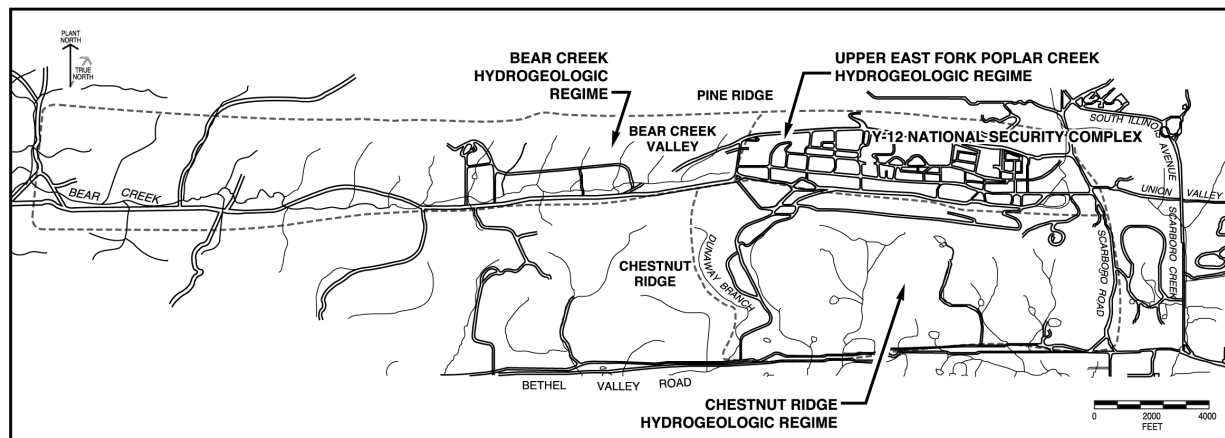 PLANT
NORTH
TRUE
NORTH
BEAR CREEK
HYDROGEOLOGIC
REGIME
UPPER EAST FORK POPLAR CREEK
HYDROGEOLOGIC REGIME
PINE RIDGE
SOUTH ILLINOIS AVENUE
BEAR CREEK
VALLEY
Y-12 NATIONAL SECURITY COMPLEX
BEAR CREEK
UNION VALLEY
SCARBORO CREEK
SCARBORO ROAD
DUNAWAY BRANCH
CHESTNUT
RIDGE
BETHEL VALLEY ROAD
CHESTNUT RIDGE
HYDROGEOLOGIC REGIME
0 2000 4000
FEET